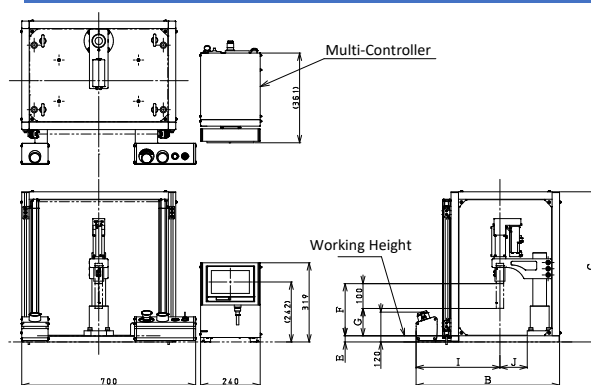 Multi-Controller
(361)
Working Height
(242)
319
700
240
F
100
G
E
120
I
J
B
C